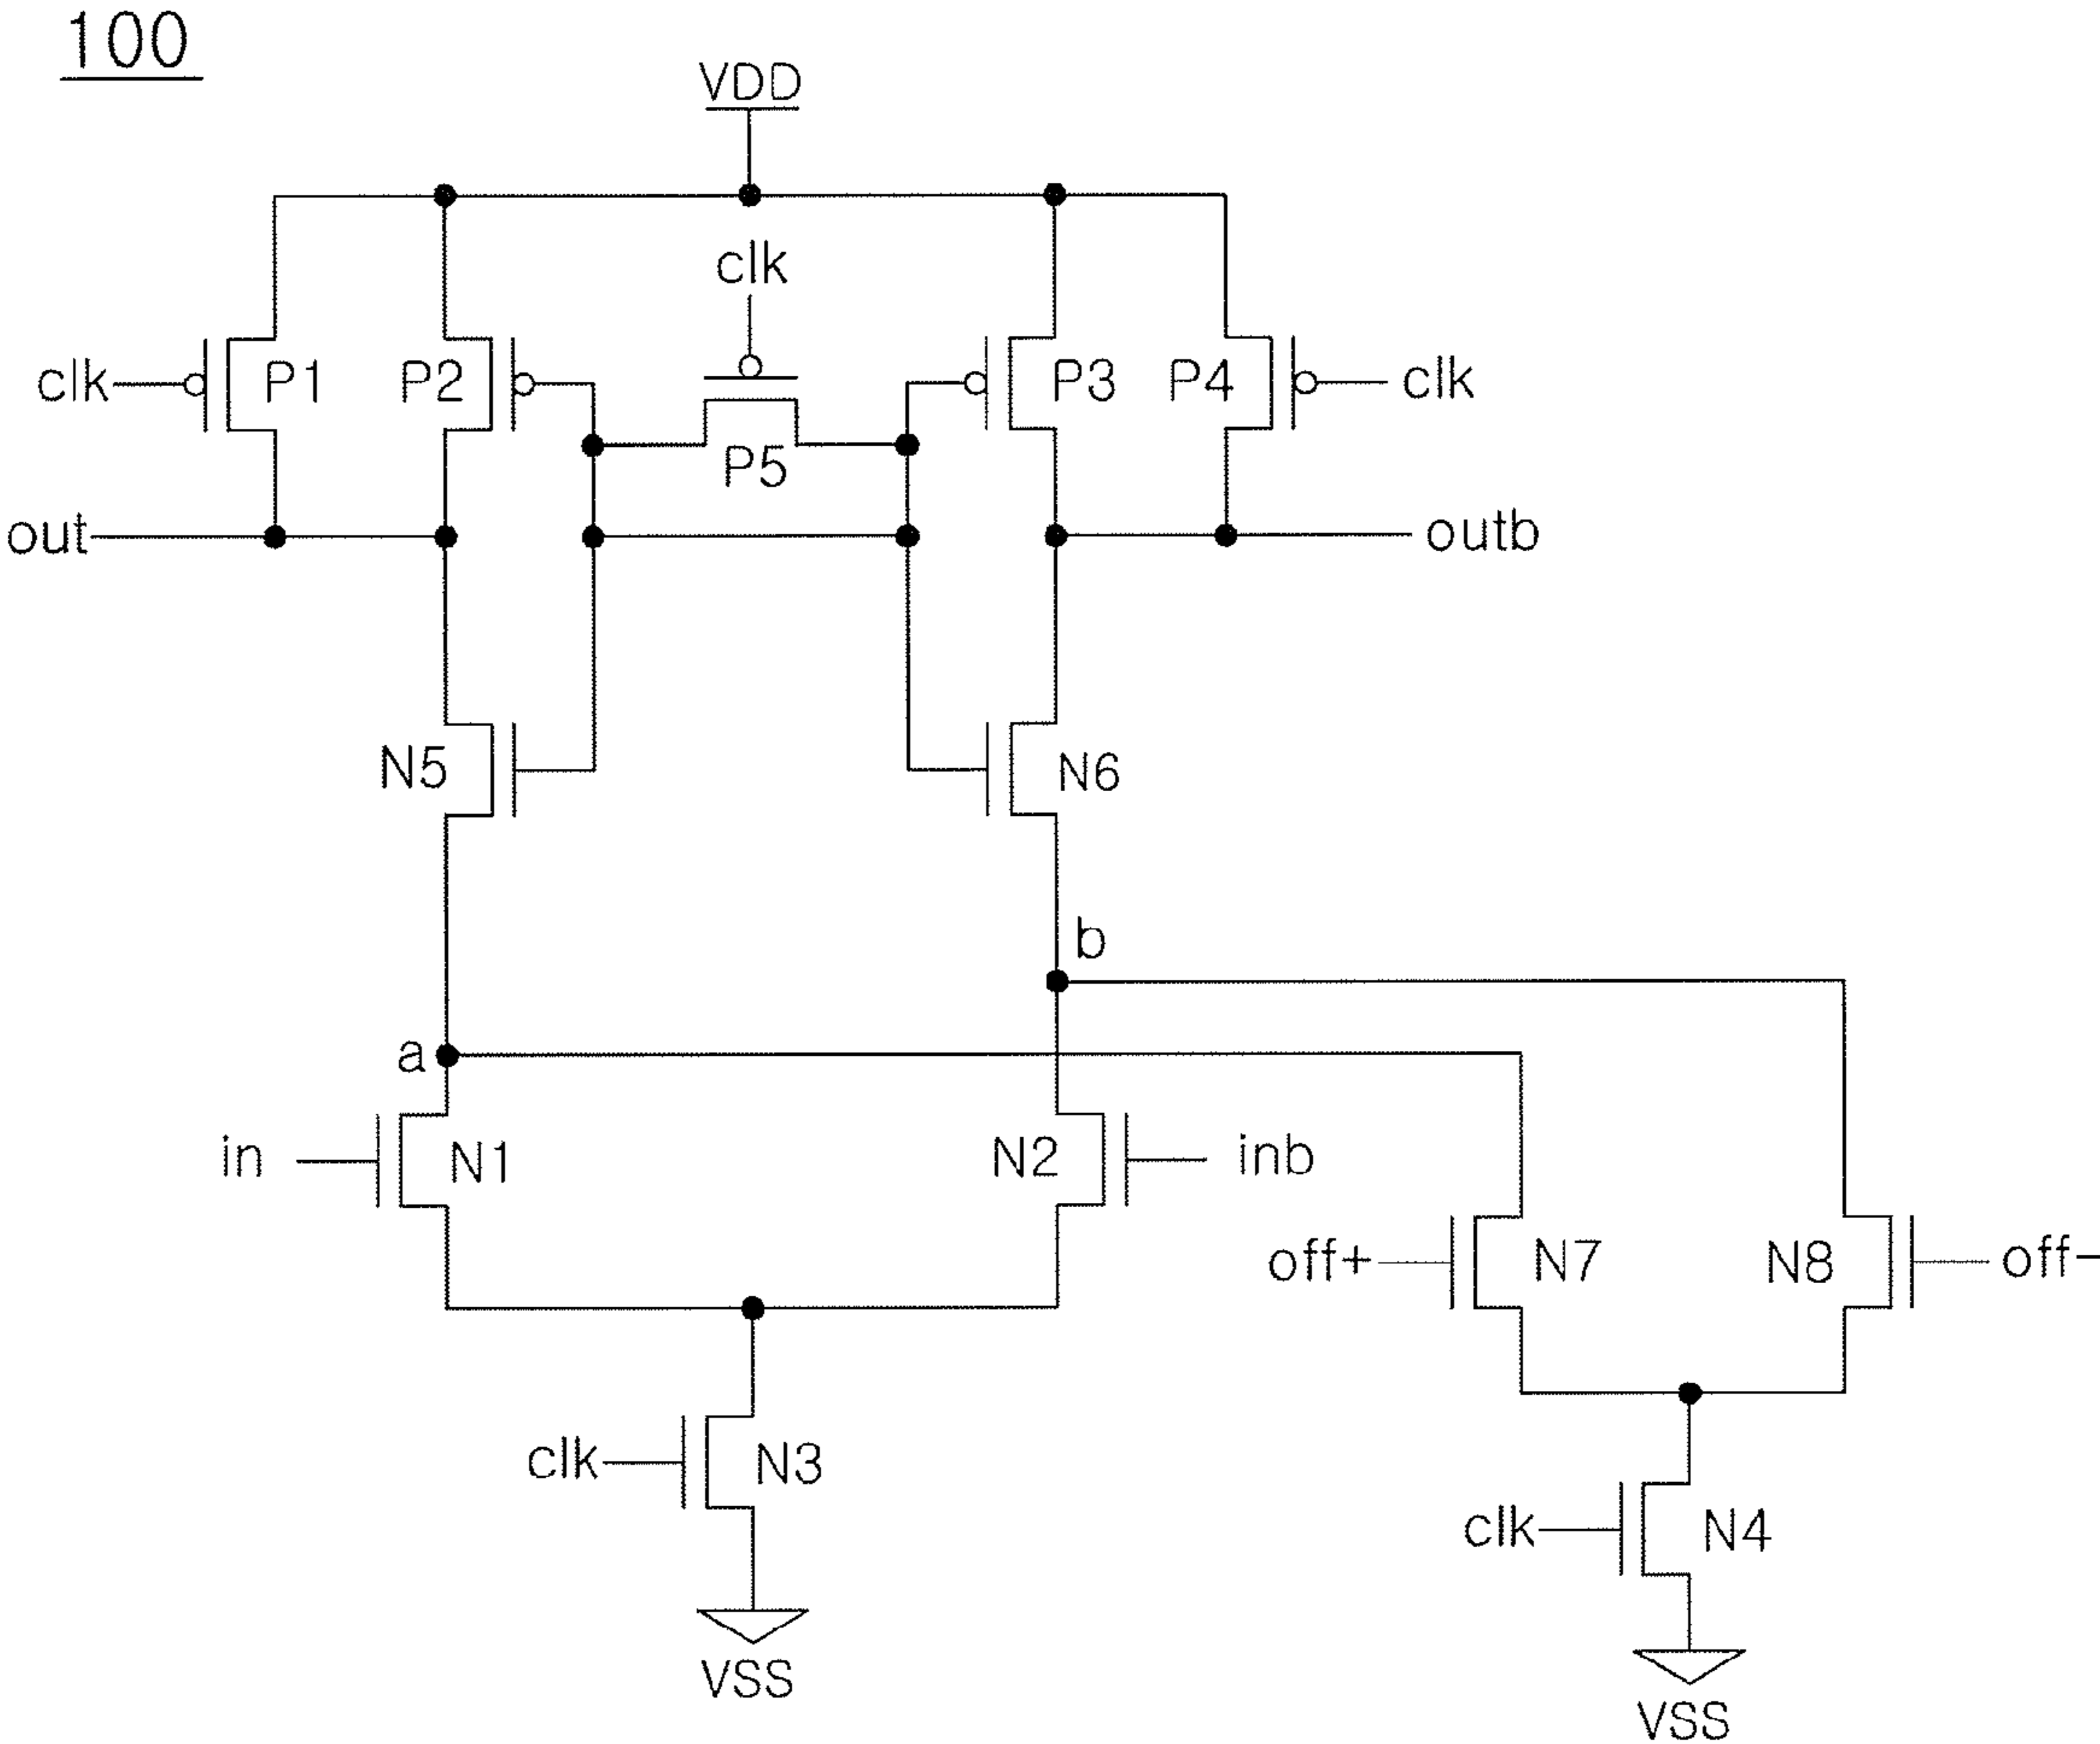 100
VDD
clk
clk P1 P2 P3 P4 clk
P5
out outb
N5 N6
b
a
in N1 N2 inb
off+ N7 N8 off-
clk N3
clk N4
VSS
VSS